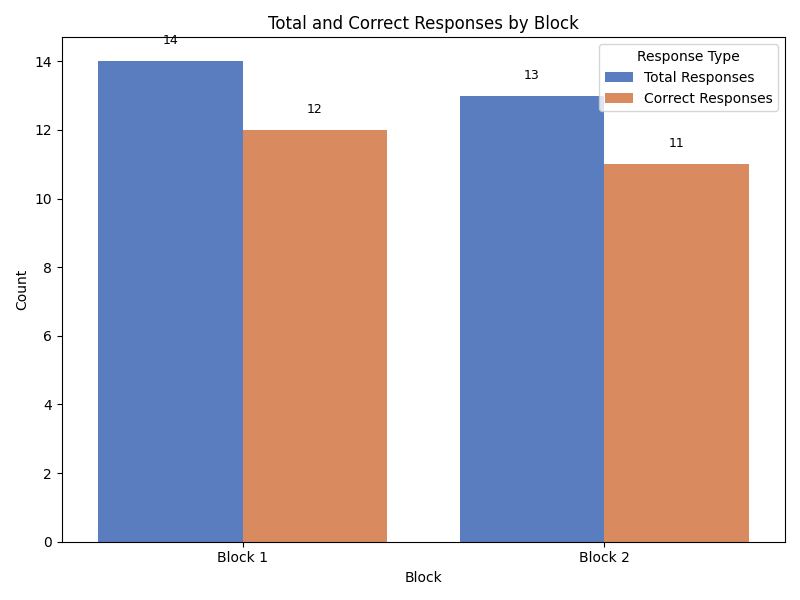 Total and Correct Responses by Block
14
12
13
11
Response Type
Total Responses
Correct Responses
14
12
10
8
6
4
2
0
Count
Block 1
Block 2
Block